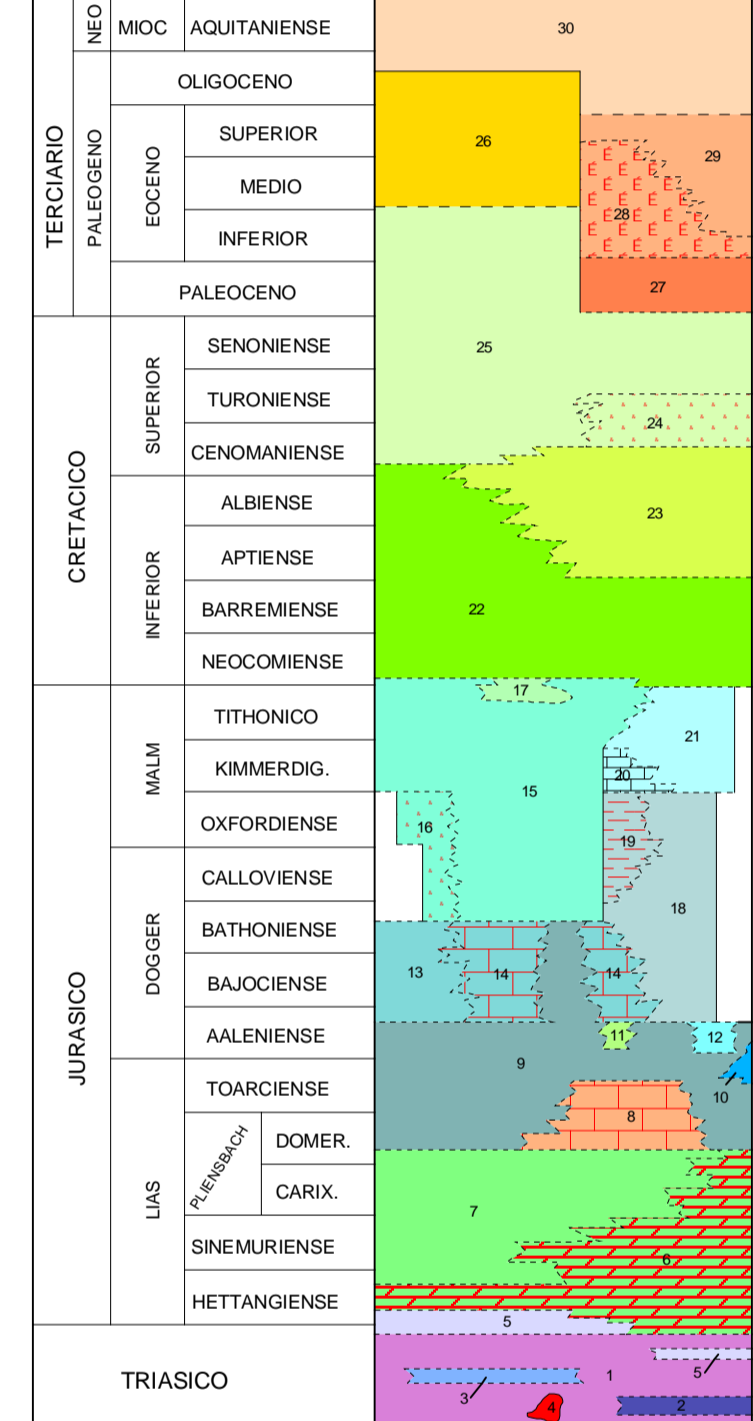 NEO MIOC AQUITANIENSE 30
TERCIARIO PALEOGENO OLIGOCENO
EOCENO SUPERIOR 26 29
MEDIO
É É É É É É É É É É É É É É É É É É É É É É É É É É É É
28
INFERIOR
PALEOCENO 27
CRETACICO SUPERIOR SENONIENSE 25
TURONIENSE
24
CENOMANIENSE
INFERIOR ALBIENSE 23
APTIENSE
BARREMIENSE 22
NEOCOMIENSE
17
JURASICO MALM TITHONICO 21
KIMMERDIG. 20
15
OXFORDIENSE 16 19
DOGGER CALLOVIENSE
18
BATHONIENSE
13 14 14
BAJOCIENSE
AALENIENSE 11 12
9
LIAS TOARCIENSE 10
8
PLIENSBACH DOMER.
CARIX.
7
SINEMURIENSE 6
HETTANGIENSE
5
TRIASICO 1 5
3 4 2